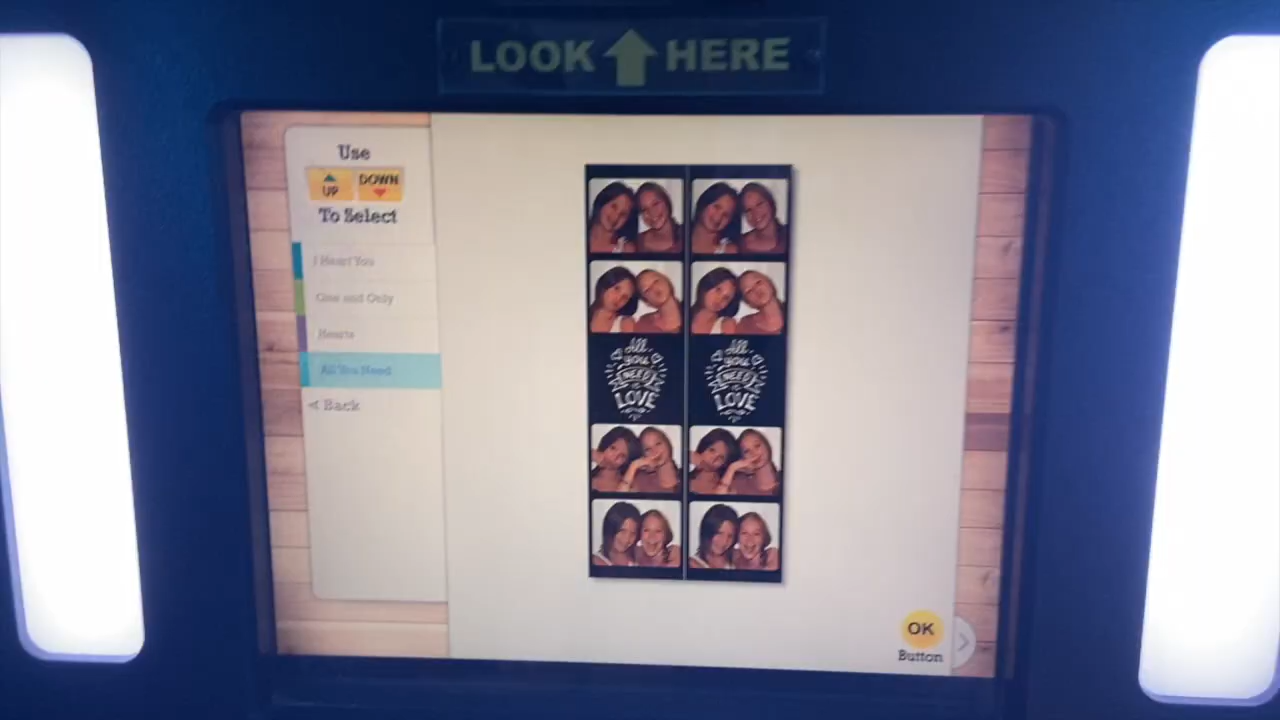 LOOK HERE
Use
UP DOWN
To Select
I Heart You
One and Only
Hearts
All You Need
< Back
All
you
NEED
is
LOVE
All
you
NEED
is
LOVE
OK
Button